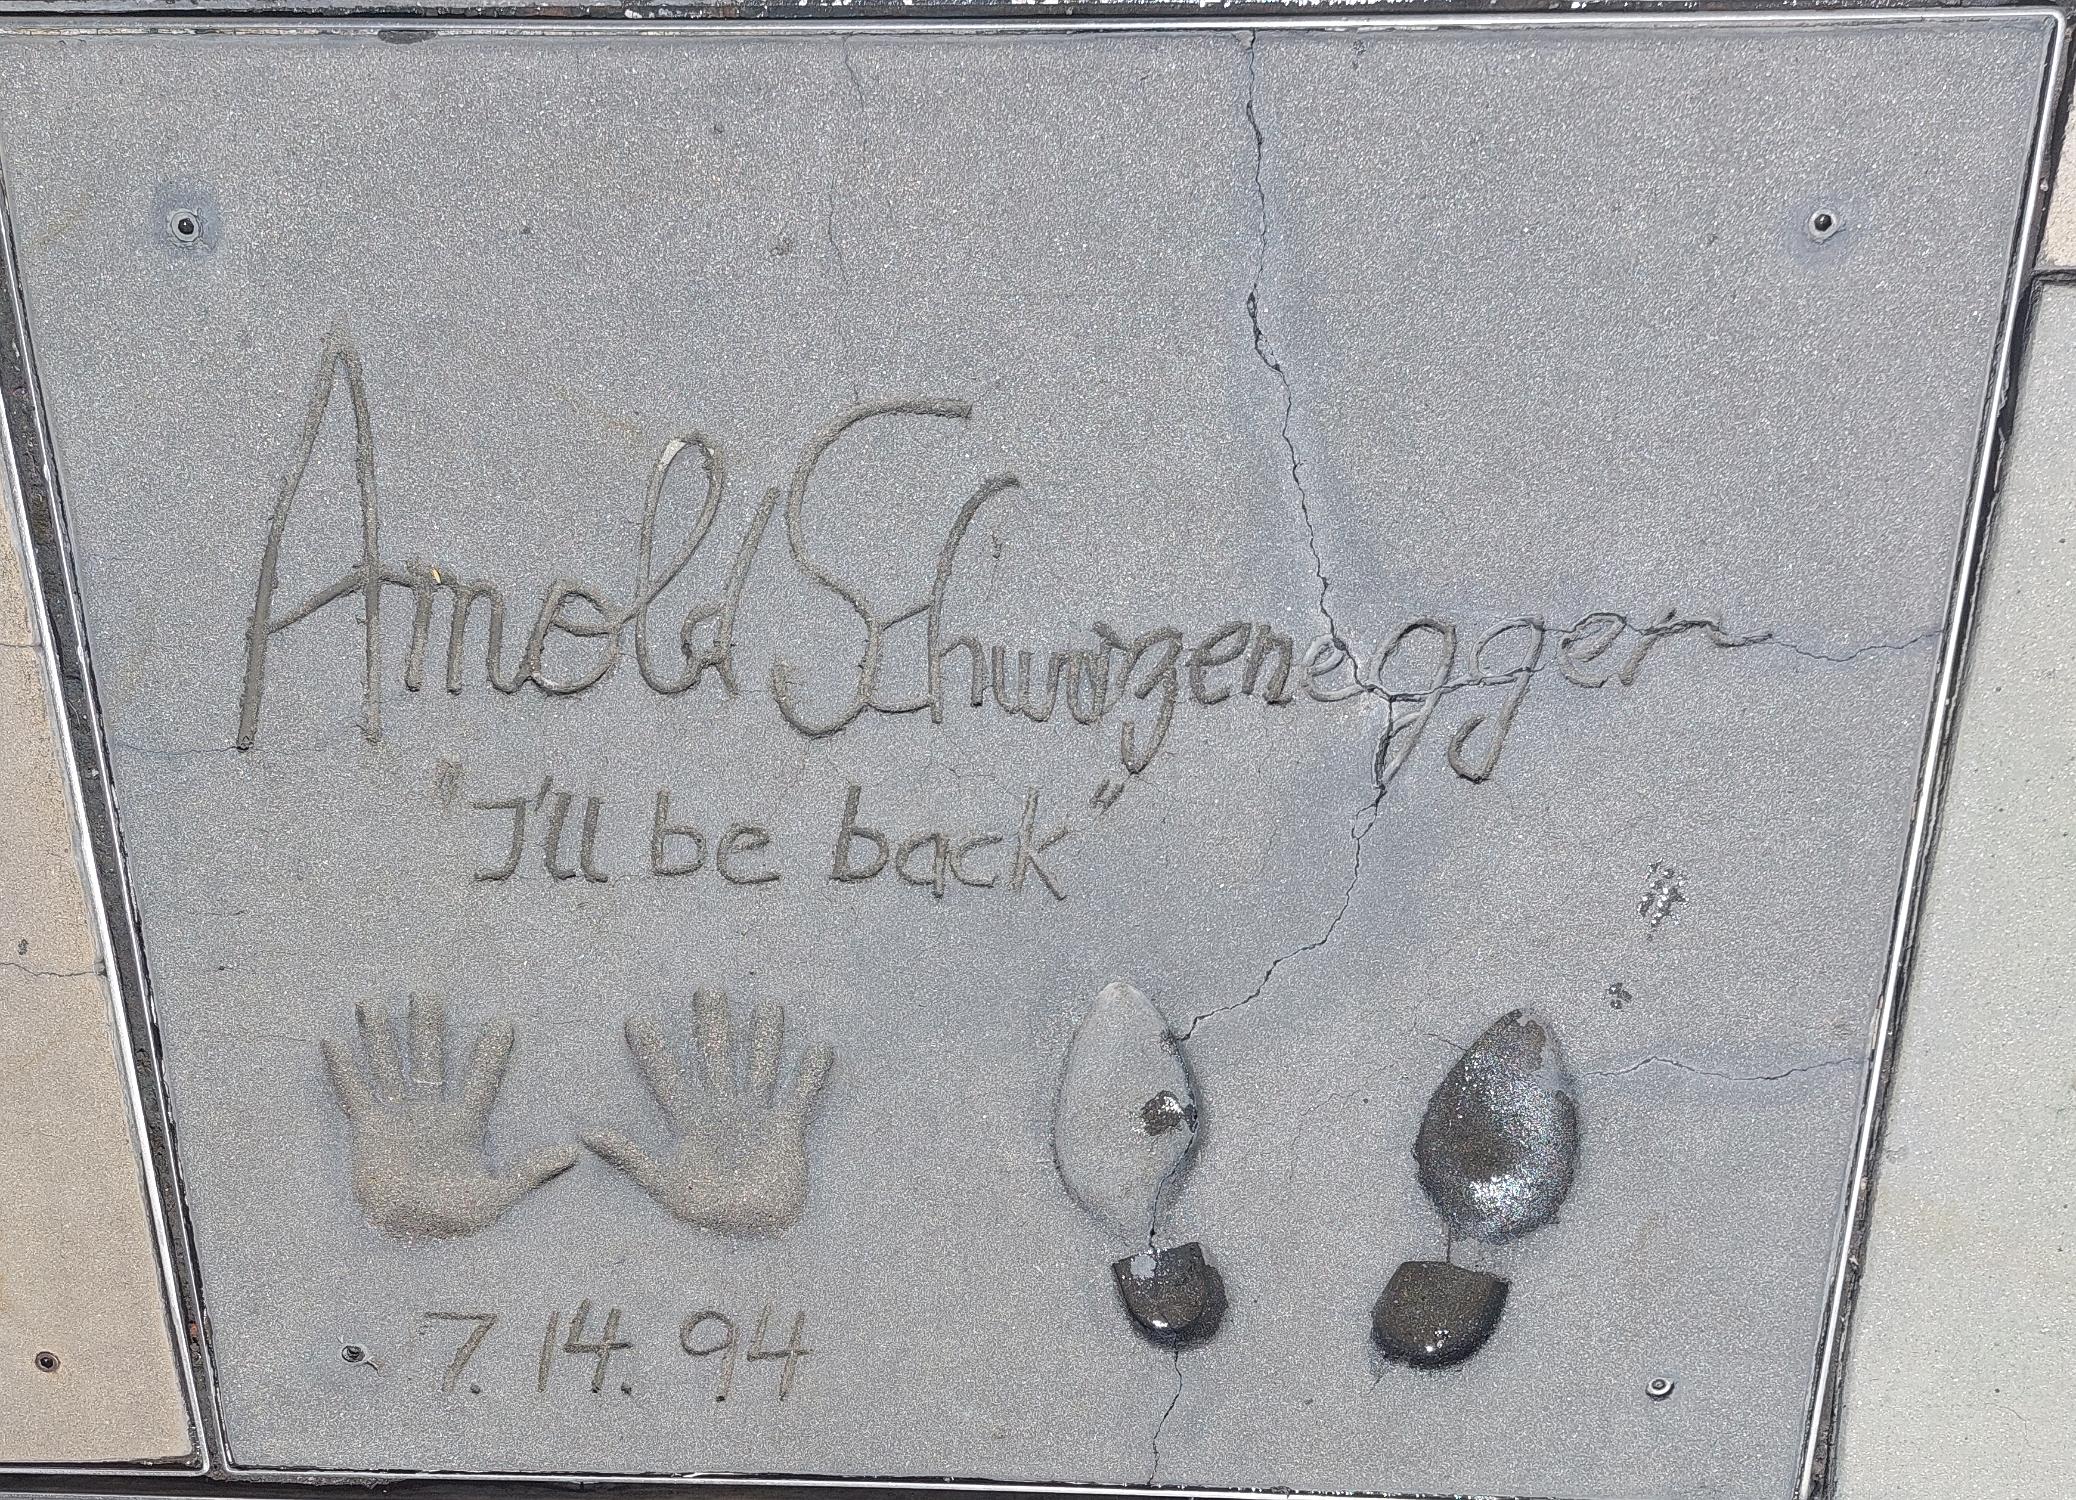 Arnold Schwarzenegger
"I'll be back"
7.14.94